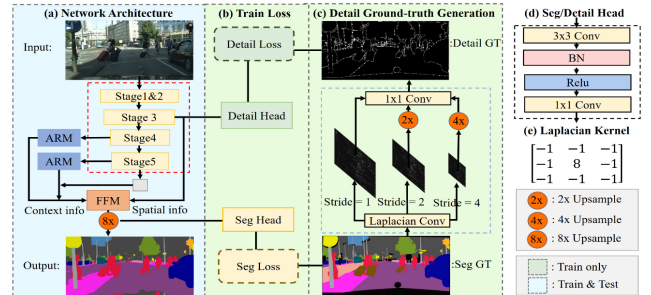 (a) Network Architecture
Input:
Stage1&2
Stage 3
ARM
Stage4
ARM
Stage5
FFM
Context info
Spatial info
8x
Output:
(b) Train Loss
Detail Loss
Detail Head
Seg Head
Seg Loss
(c) Detail Ground-truth Generation
:Detail GT
1x1 Conv
2x
4x
Stride = 1
Stride = 2
Stride = 4
Laplacian Conv
:Seg GT
(d) Seg/Detail Head
3x3 Conv
BN
Relu
1x1 Conv
(e) Laplacian Kernel
-1 -1 -1
-1 8 -1
-1 -1 -1
2x : 2x Upsample
4x : 4x Upsample
8x : 8x Upsample
: Train only
: Train & Test